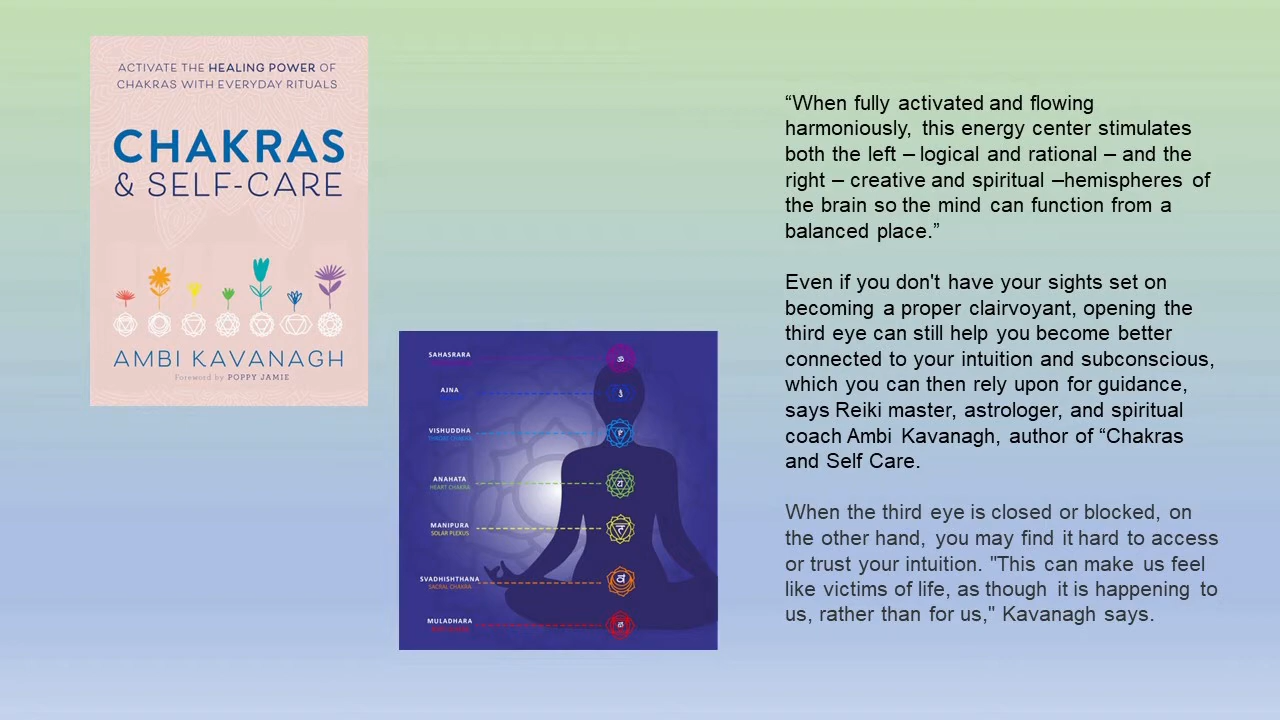 ACTIVATE THE HEALING POWER OF
CHAKRAS WITH EVERYDAY RITUALS
CHAKRAS
& SELF-CARE
AMBI KAVANAGH
Foreword by POPPY JAMIE
SAHASRARA
AJNA
VISHUDDHA
THROAT CHAKRA
ANAHATA
HEART CHAKRA
MANIPURA
SOLAR PLEXUS
SVADHISHTHANA
SACRAL CHAKRA
MULADHARA
“When fully activated and flowing
harmoniously, this energy center stimulates
both the left – logical and rational – and the
right – creative and spiritual –hemispheres of
the brain so the mind can function from a
balanced place.”
Even if you don't have your sights set on
becoming a proper clairvoyant, opening the
third eye can still help you become better
connected to your intuition and subconscious,
which you can then rely upon for guidance,
says Reiki master, astrologer, and spiritual
coach Ambi Kavanagh, author of “Chakras
and Self Care.
When the third eye is closed or blocked, on
the other hand, you may find it hard to access
or trust your intuition. "This can make us feel
like victims of life, as though it is happening to
us, rather than for us," Kavanagh says.